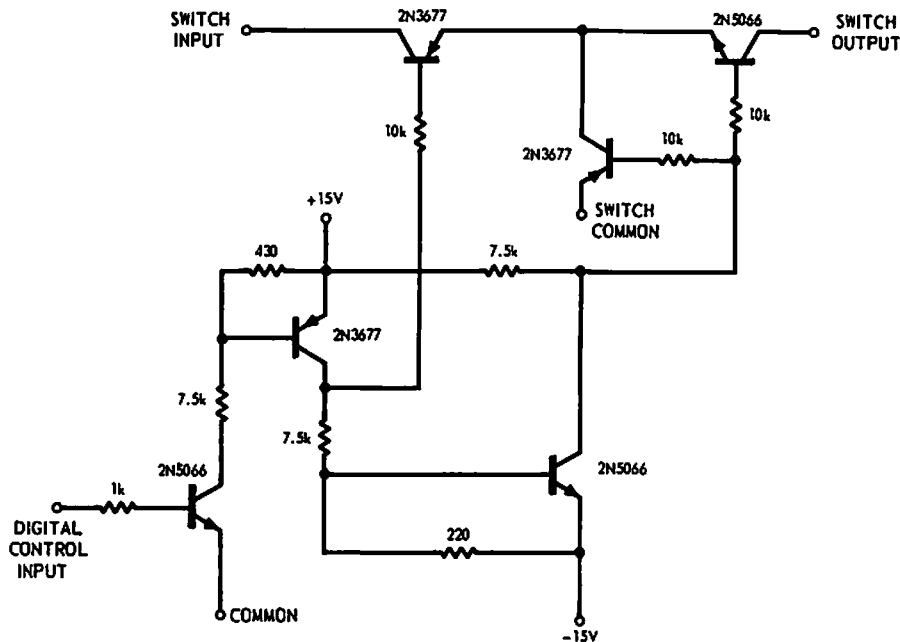 SWITCH
INPUT
2N3677
2N5066
SWITCH
OUTPUT
10k
10k
10k
2N3677
SWITCH
COMMON
+15V
430
7.5k
2N3677
7.5k
7.5k
2N5066
2N5066
1k
DIGITAL
CONTROL
INPUT
220
COMMON
-15V